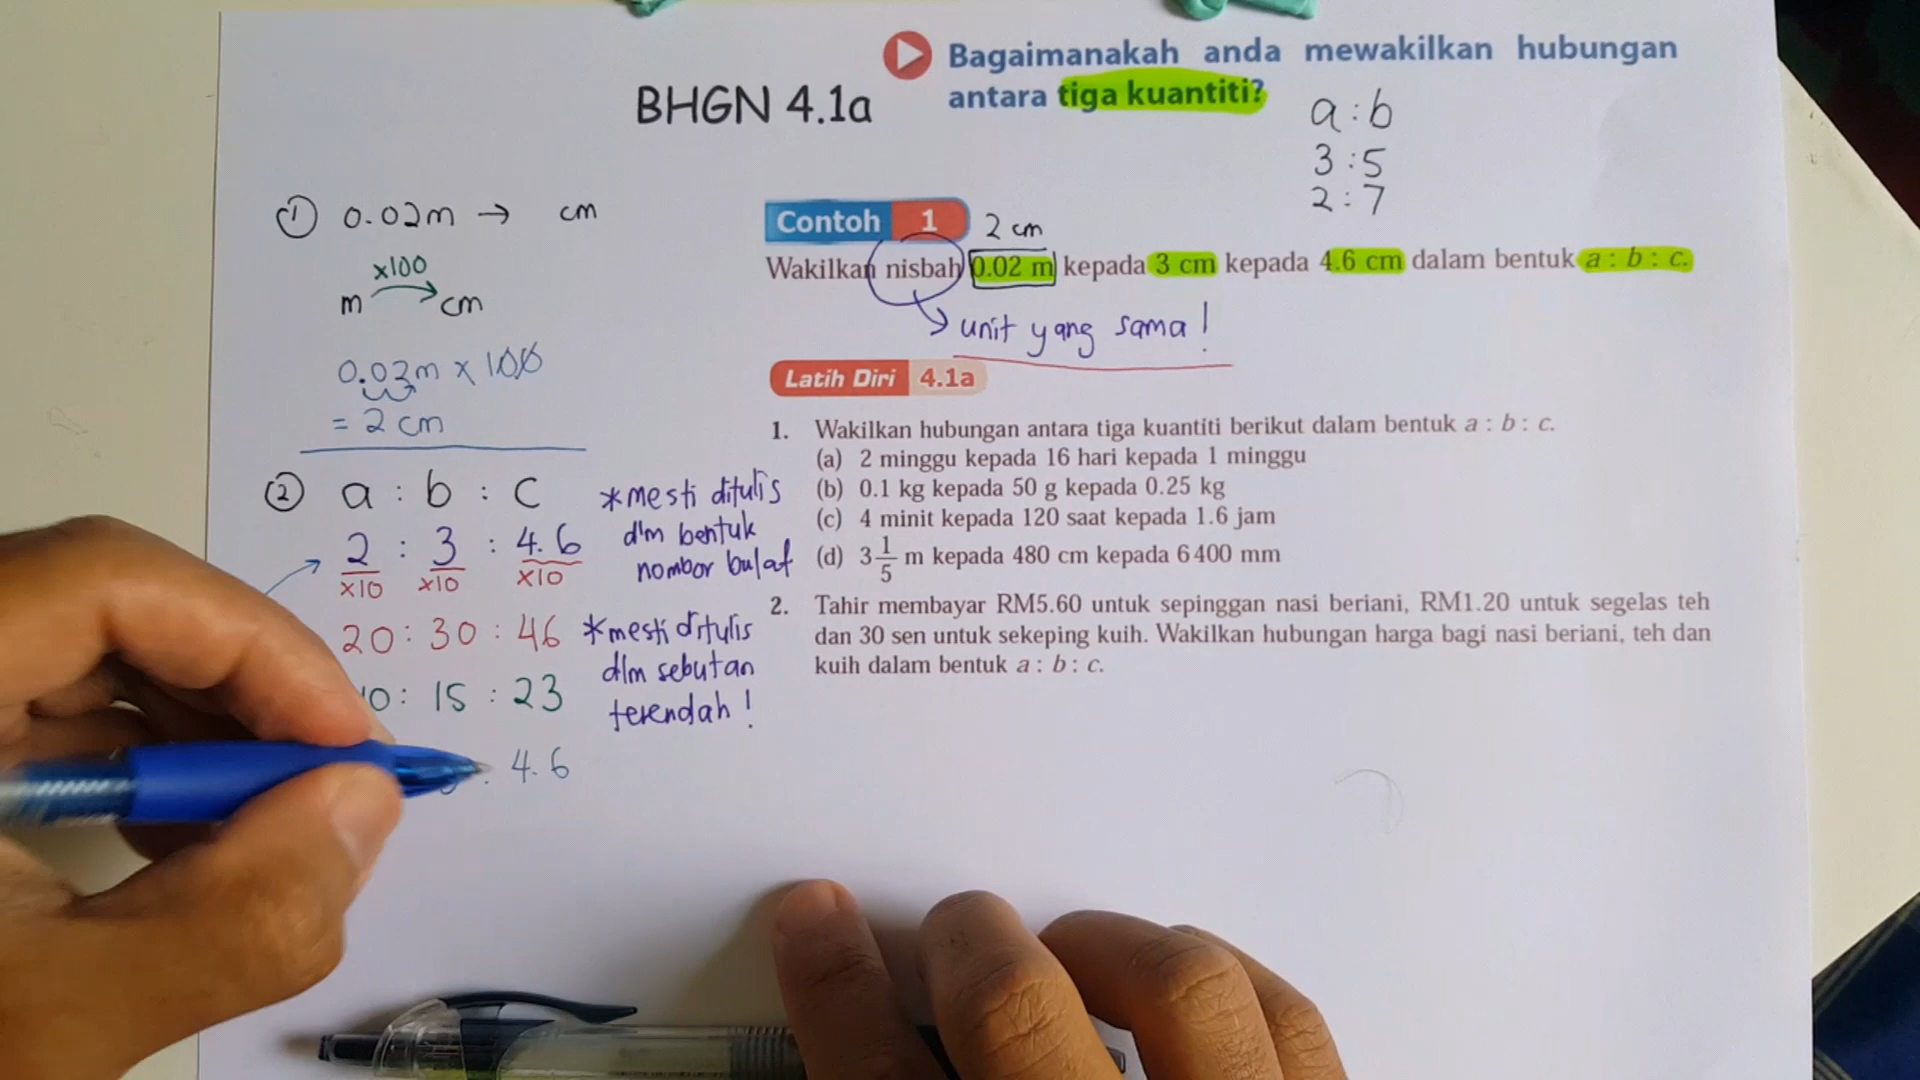 Bagaimanakah anda mewakilkan hubungan
antara tiga kuantiti?
BHGN 4.1a
a : b
3 : 5
2 : 7
① 0.02m → cm
×100
m cm
0.02m × 100
= 2 cm
② a : b : c
2 : 3 : 4.6
×10 ×10 ×10
20 : 30 : 46
10 : 15 : 23
4.6
*mesti ditulis
dlm bentuk
nombor bulat
*mesti ditulis
dlm sebutan
terendah!
Contoh 1
2 cm
Wakilkan nisbah 0.02 m kepada 3 cm kepada 4.6 cm dalam bentuk a : b : c.
unit yang sama!
Latih Diri 4.1a
1. Wakilkan hubungan antara tiga kuantiti berikut dalam bentuk a : b : c.
(a) 2 minggu kepada 16 hari kepada 1 minggu
(b) 0.1 kg kepada 50 g kepada 0.25 kg
(c) 4 minit kepada 120 saat kepada 1.6 jam
(d) 3 1/5 m kepada 480 cm kepada 6 400 mm
2. Tahir membayar RM5.60 untuk sepinggan nasi beriani, RM1.20 untuk segelas teh
dan 30 sen untuk sekeping kuih. Wakilkan hubungan harga bagi nasi beriani, teh dan
kuih dalam bentuk a : b : c.